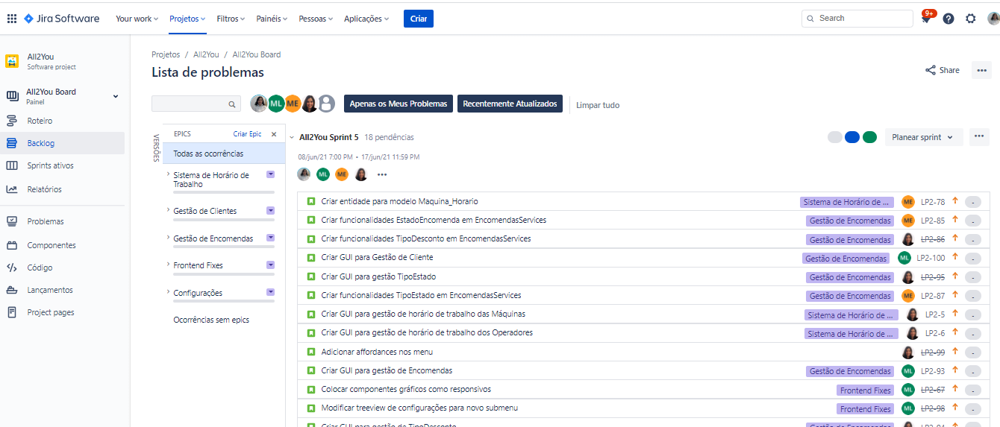 Jira Software
Your work
Projetos
Filtros
Painéis
Pessoas
Aplicações
Criar
Search
9+
All2You
Software project
All2You Board
Painel
Roteiro
Backlog
Sprints ativos
Relatórios
Problemas
Componentes
Código
Lançamentos
Project pages
Projetos / All2You / All2You Board
Lista de problemas
Share
ML ME
Apenas os Meus Problemas
Recentemente Atualizados
Limpar tudo
VERSÕES
EPICS Criar Epic
Todas as ocorrências
Sistema de Horário de
Trabalho
Gestão de Clientes
Gestão de Encomendas
Frontend Fixes
Configurações
Ocorrências sem epics
All2You Sprint 5 18 pendências
Planear sprint
08/jun/21 7:00 PM • 17/jun/21 11:59 PM
ML ME
Criar entidade para modelo Maquina_Horario Sistema de Horário de ... ME LP2-78 -
Criar funcionalidades EstadoEncomenda em EncomendasServices Gestão de Encomendas ME LP2-85 -
Criar funcionalidades TipoDesconto em EncomendasServices Gestão de Encomendas LP2-86 -
Criar GUI para Gestão de Cliente Gestão de Encomendas ML LP2-100 -
Criar GUI para gestão TipoEstado Gestão de Encomendas LP2-95 -
Criar funcionalidades TipoEstado em EncomendasServices Gestão de Encomendas ME LP2-87 -
Criar GUI para gestão de horário de trabalho das Máquinas Sistema de Horário de ... LP2-5 -
Criar GUI para gestão de horário de trabalho dos Operadores Sistema de Horário de ... LP2-6 -
Adicionar affordances nos menu LP2-99 -
Criar GUI para gestão de Encomendas Gestão de Encomendas ML LP2-93 -
Colocar componentes gráficos como responsivos Frontend Fixes ML LP2-67 -
Modificar treeview de configurações para novo submenu Frontend Fixes ML LP2-98 -
Criar GUI para gestão de TipoDesconto Gestão de Encomendas LP2-94